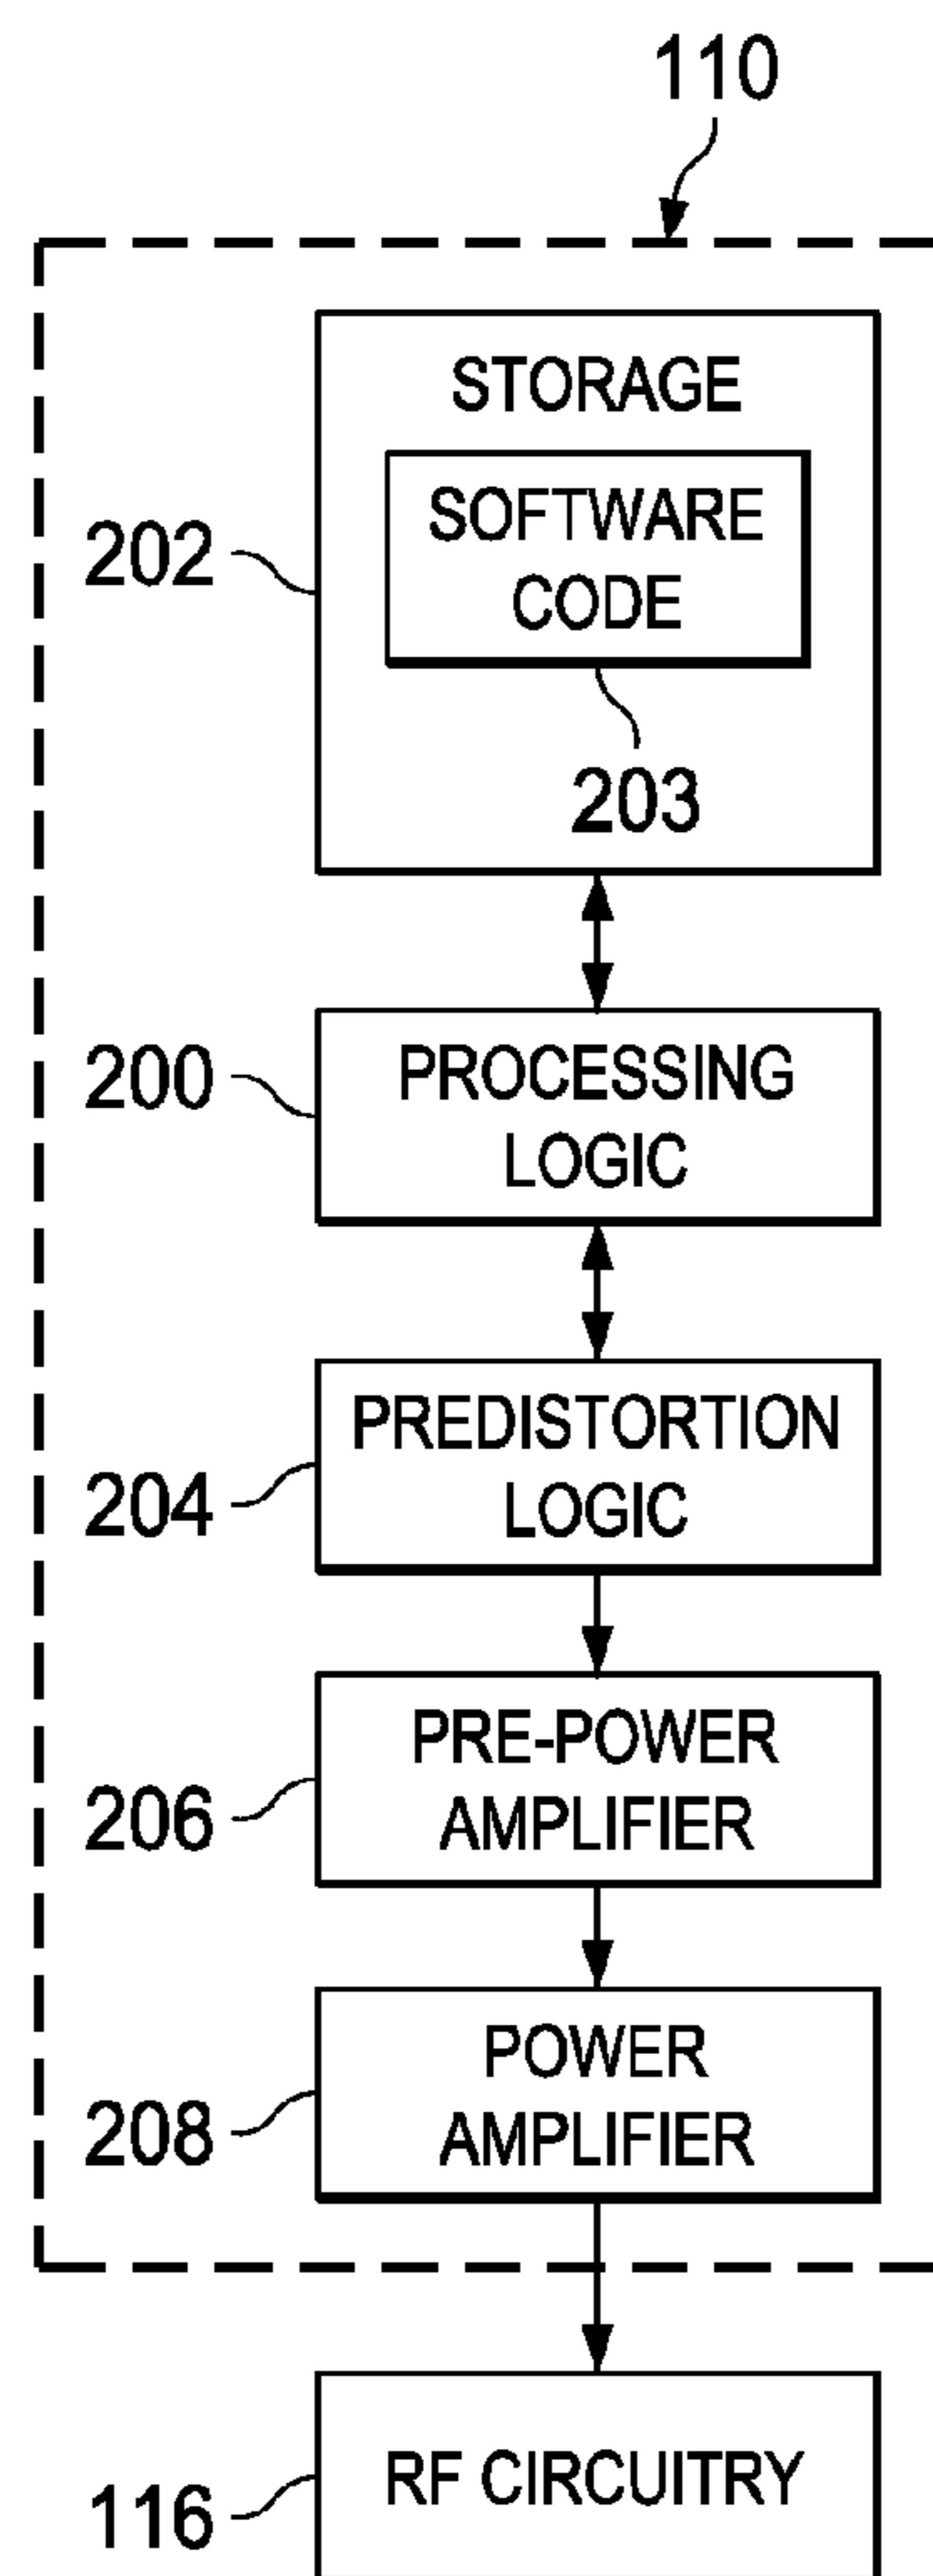 110
STORAGE
SOFTWARE
CODE
202
203
200
PROCESSING
LOGIC
PREDISTORTION
LOGIC
204
PRE-POWER
AMPLIFIER
206
POWER
AMPLIFIER
208
RF CIRCUITRY
116